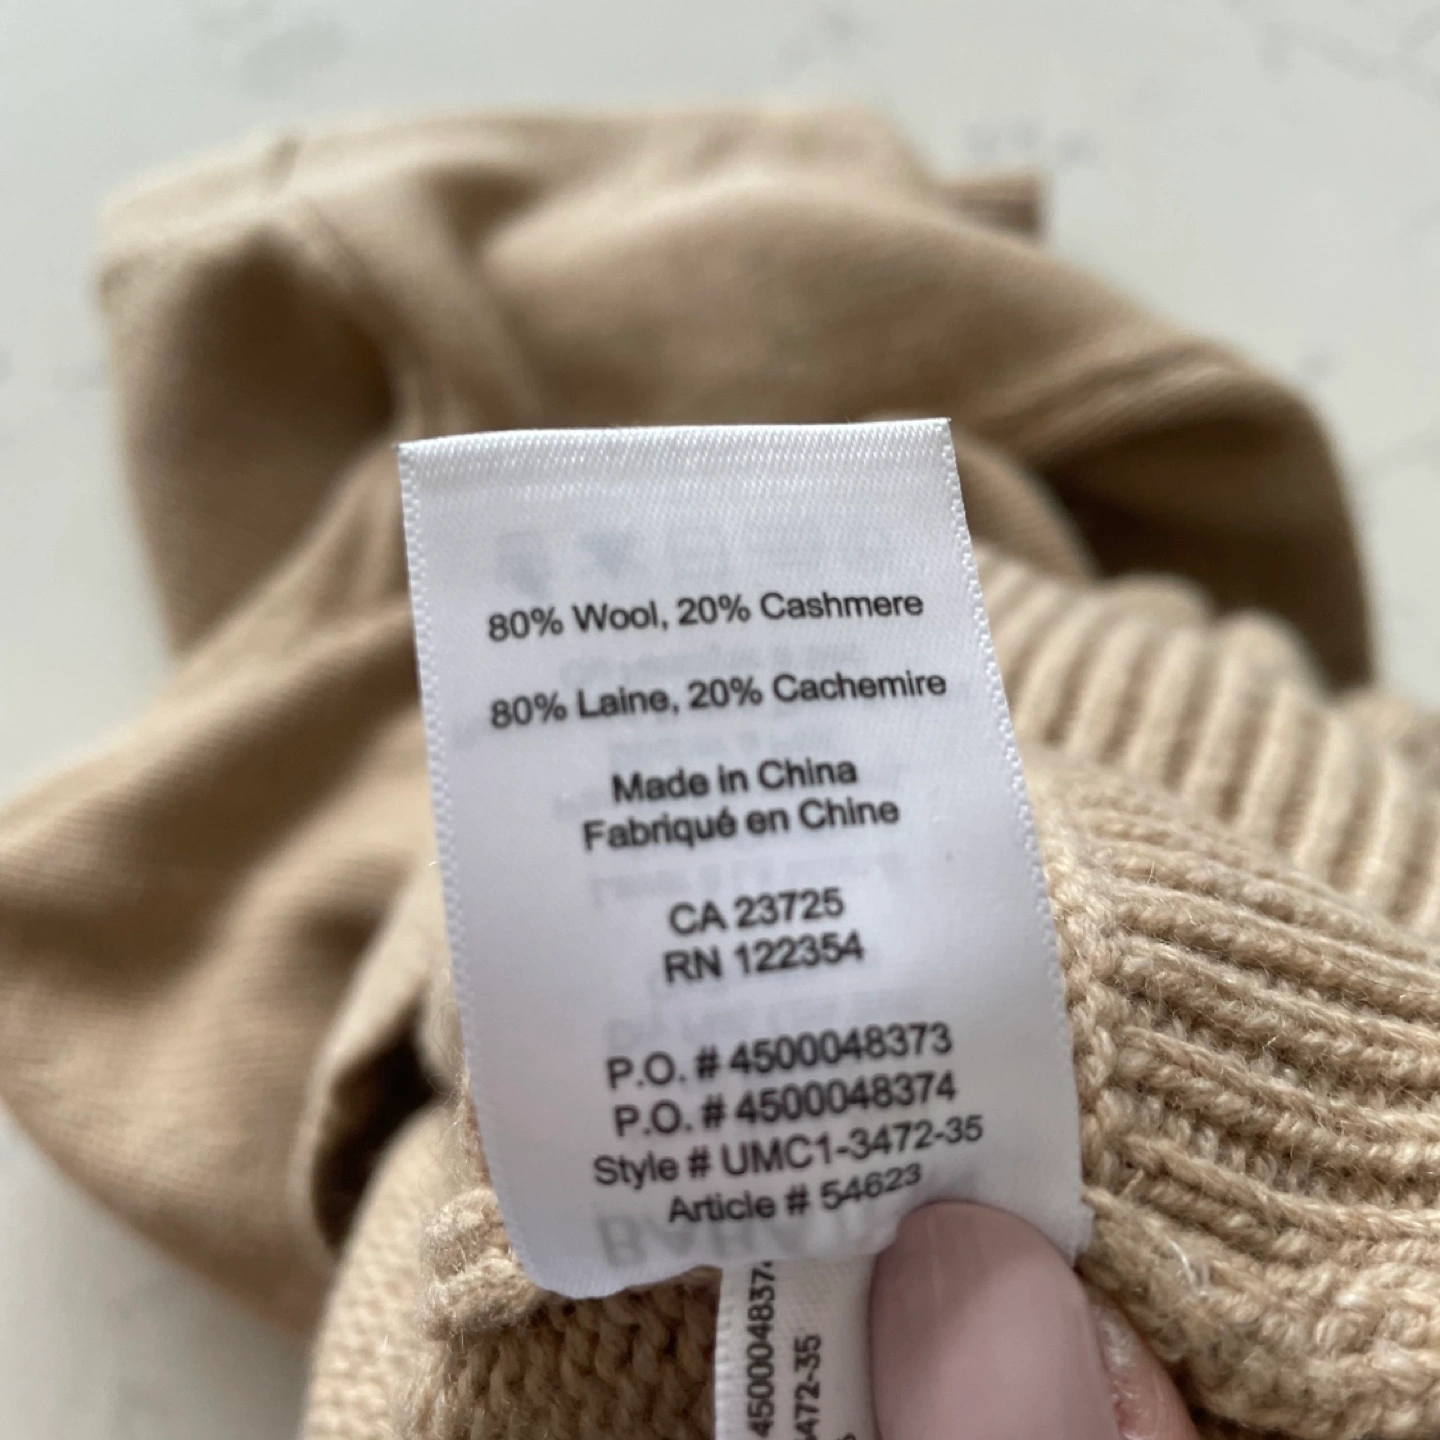 80% Wool, 20% Cashmere
80% Laine, 20% Cachemire
Made in China
Fabriqué en Chine
CA 23725
RN 122354
P.O. # 4500048373
P.O. # 4500048374
Style # UMC1-3472-35
Article # 54623